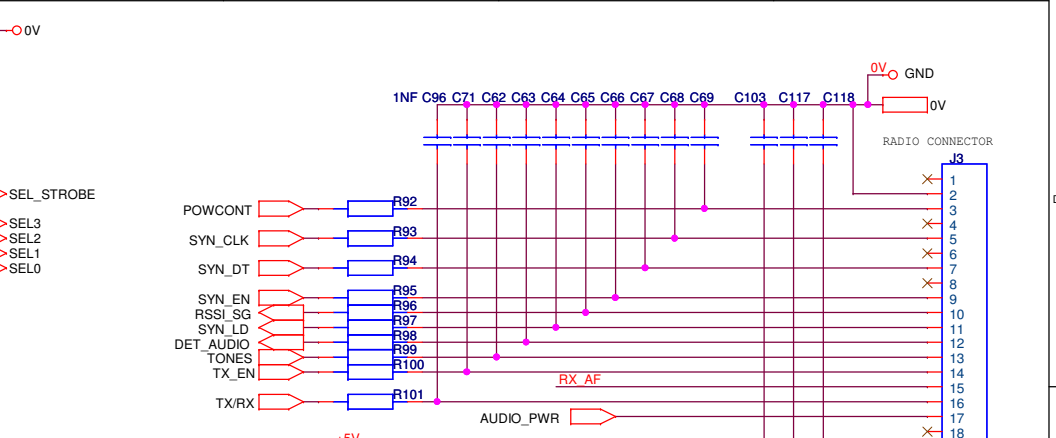 0V
0V GND
1NF C96 C71 C62 C63 C64 C65 C66 C67 C68 C69 C103 C117 C118
0V
RADIO CONNECTOR
J3
SEL_STROBE
SEL3
SEL2
SEL1
SEL0
1
2
POWCONT R92 3
4
SYN_CLK R93 5
6
SYN_DT R94 7
8
SYN_EN R95 9
RSSI_SG R96 10
SYN_LD R97 11
DET_AUDIO R98 12
TONES R99 13
TX_EN R100 14
RX_AF 15
TX/RX R101 16
AUDIO_PWR 17
18